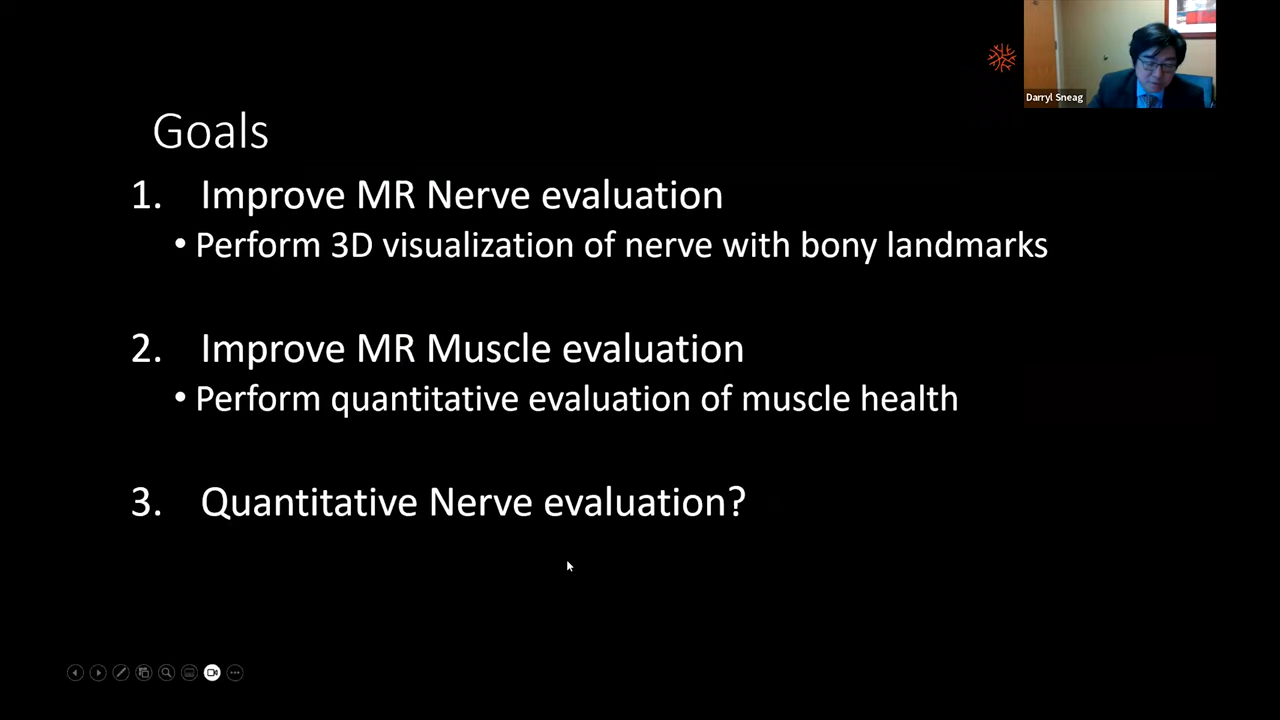 Darryl Sneag
Goals
1. Improve MR Nerve evaluation
• Perform 3D visualization of nerve with bony landmarks
2. Improve MR Muscle evaluation
• Perform quantitative evaluation of muscle health
3. Quantitative Nerve evaluation?